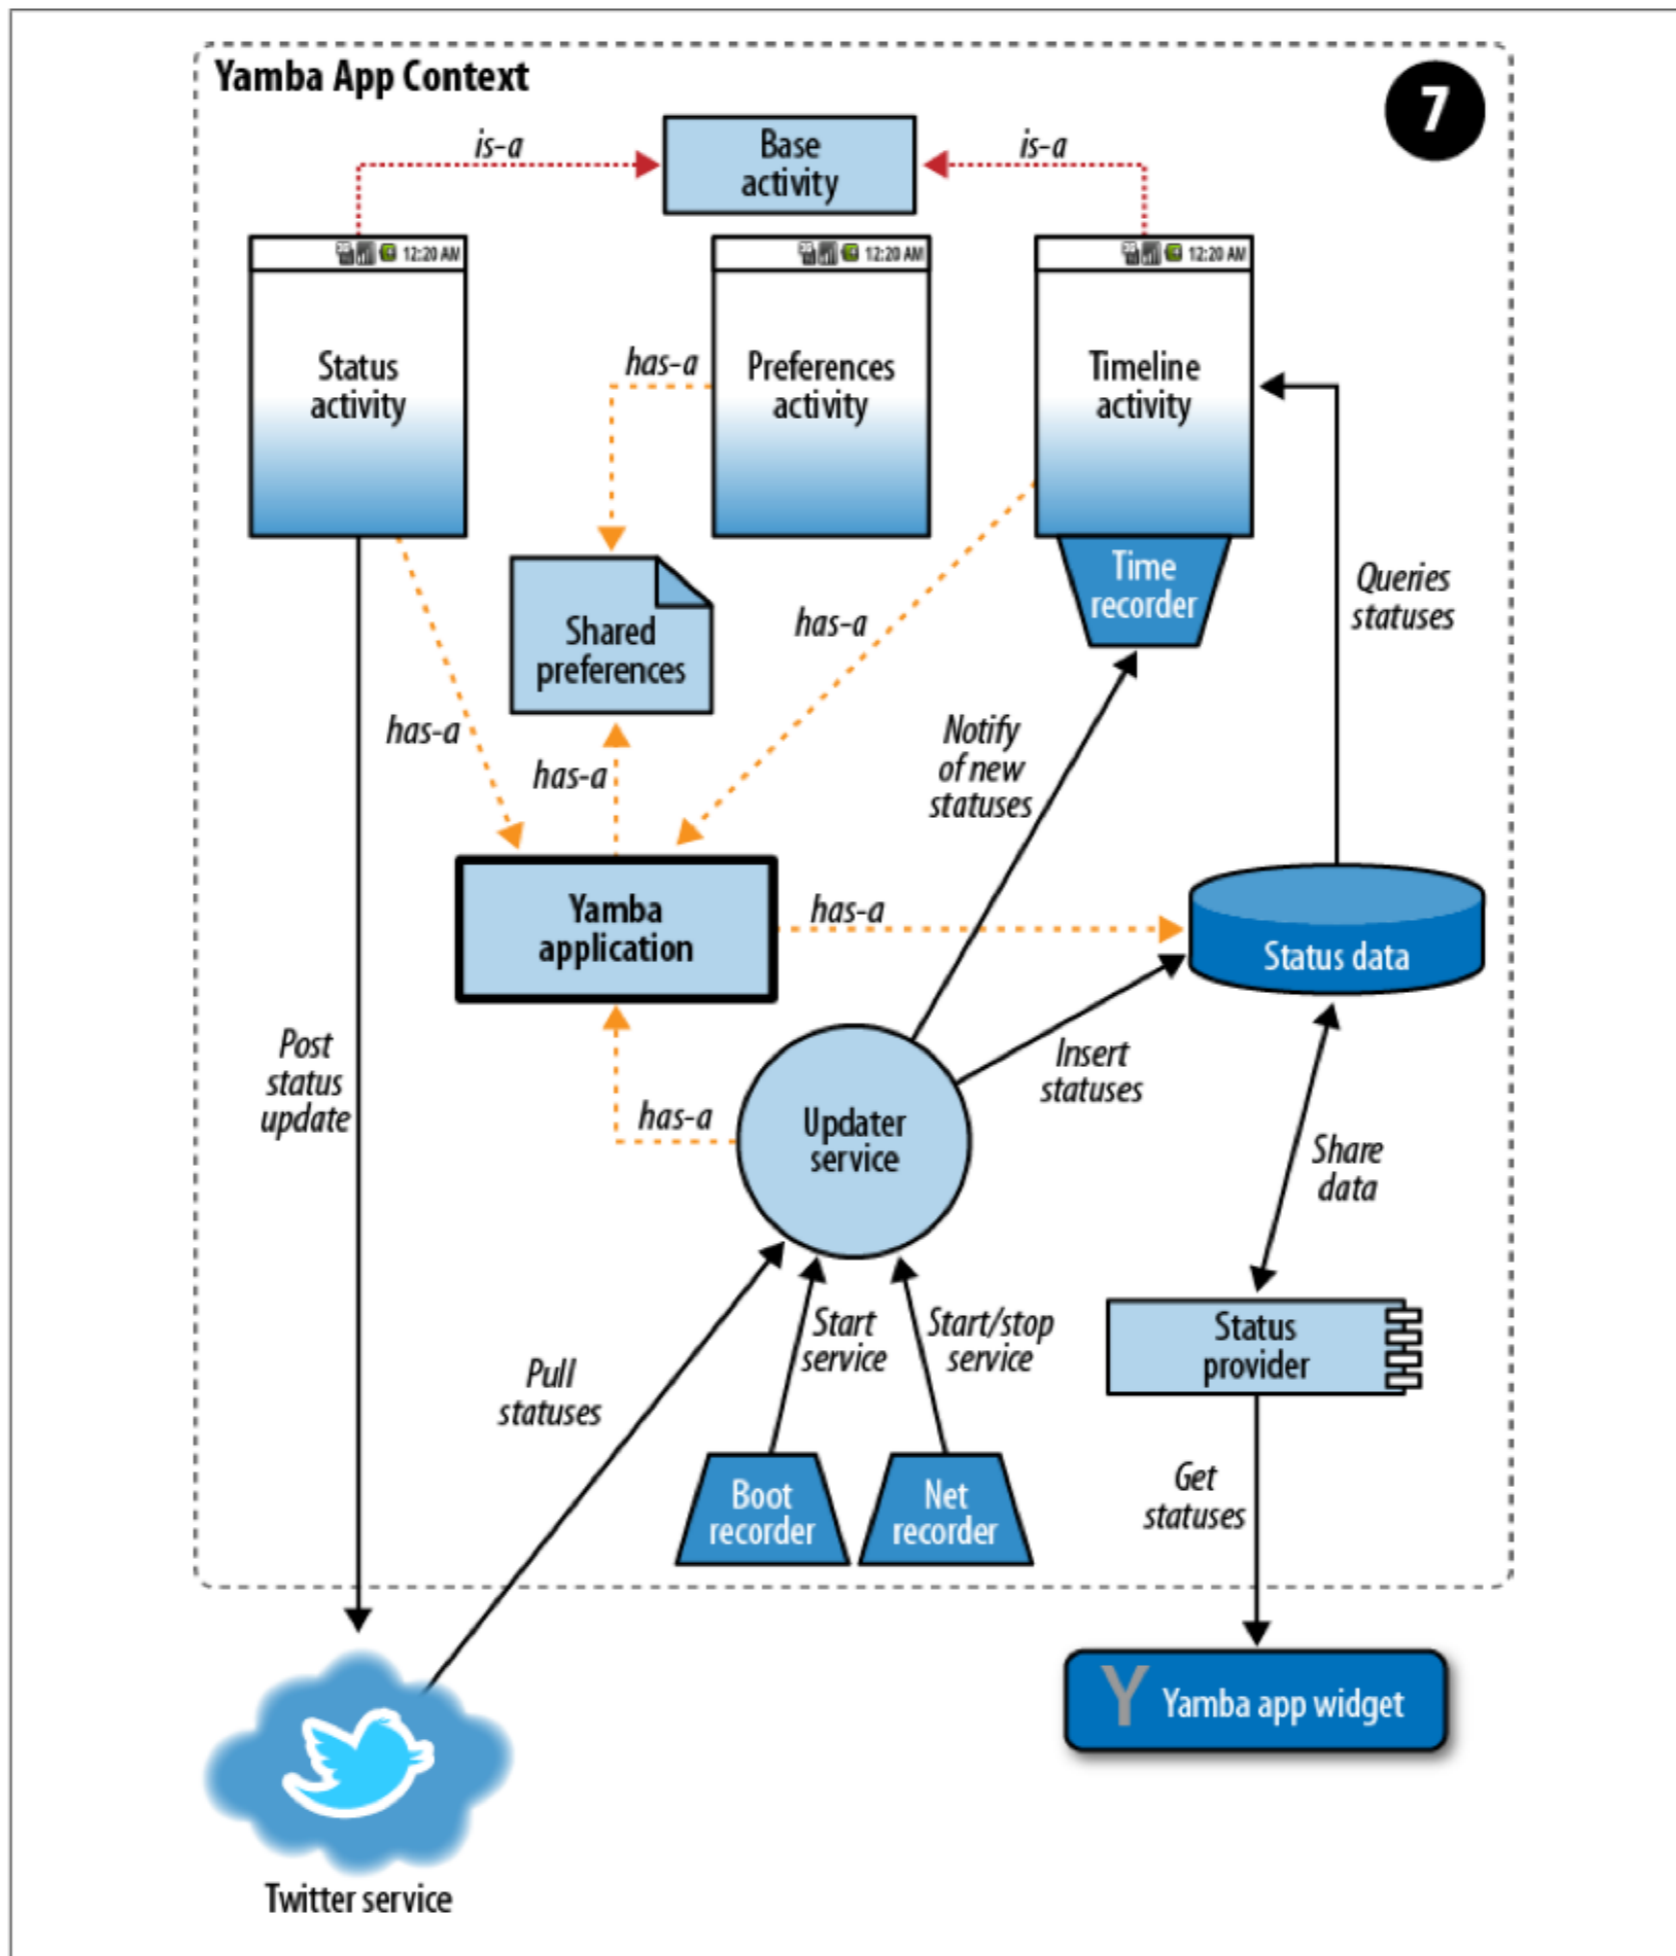 Yamba App Context
7
is-a
Base
activity
is-a
12:20 AM
12:20 AM
12:20 AM
Status
activity
has-a
Preferences
activity
Timeline
activity
Time
recorder
Queries
statuses
Shared
preferences
has-a
has-a
has-a
Notify
of new
statuses
Yamba
application
has-a
Status data
Post
status
update
has-a
Updater
service
Insert
statuses
Share
data
Pull
statuses
Start
service
Start/stop
service
Status
provider
Boot
recorder
Net
recorder
Get
statuses
Y Yamba app widget
Twitter service